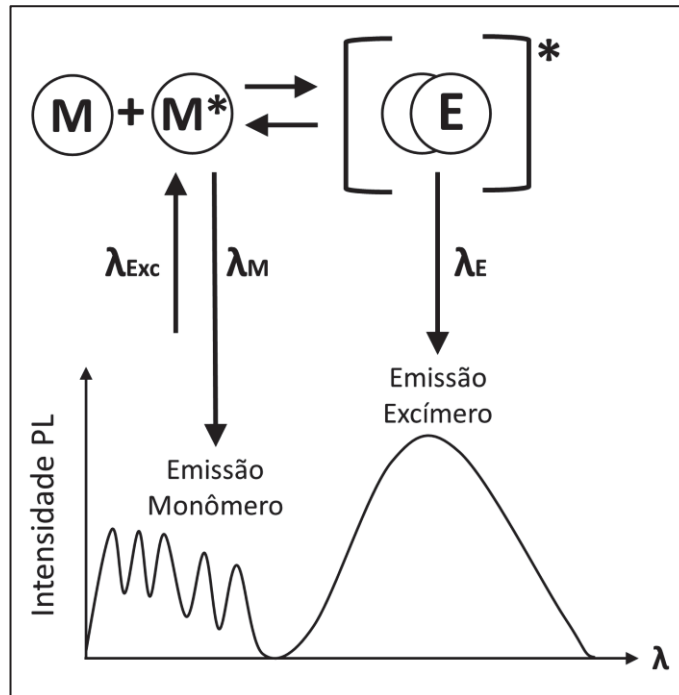 M + M* [E]*
λExc
λM
λE
Emissão
Excímero
Emissão
Monômero
Intensidade PL
λ